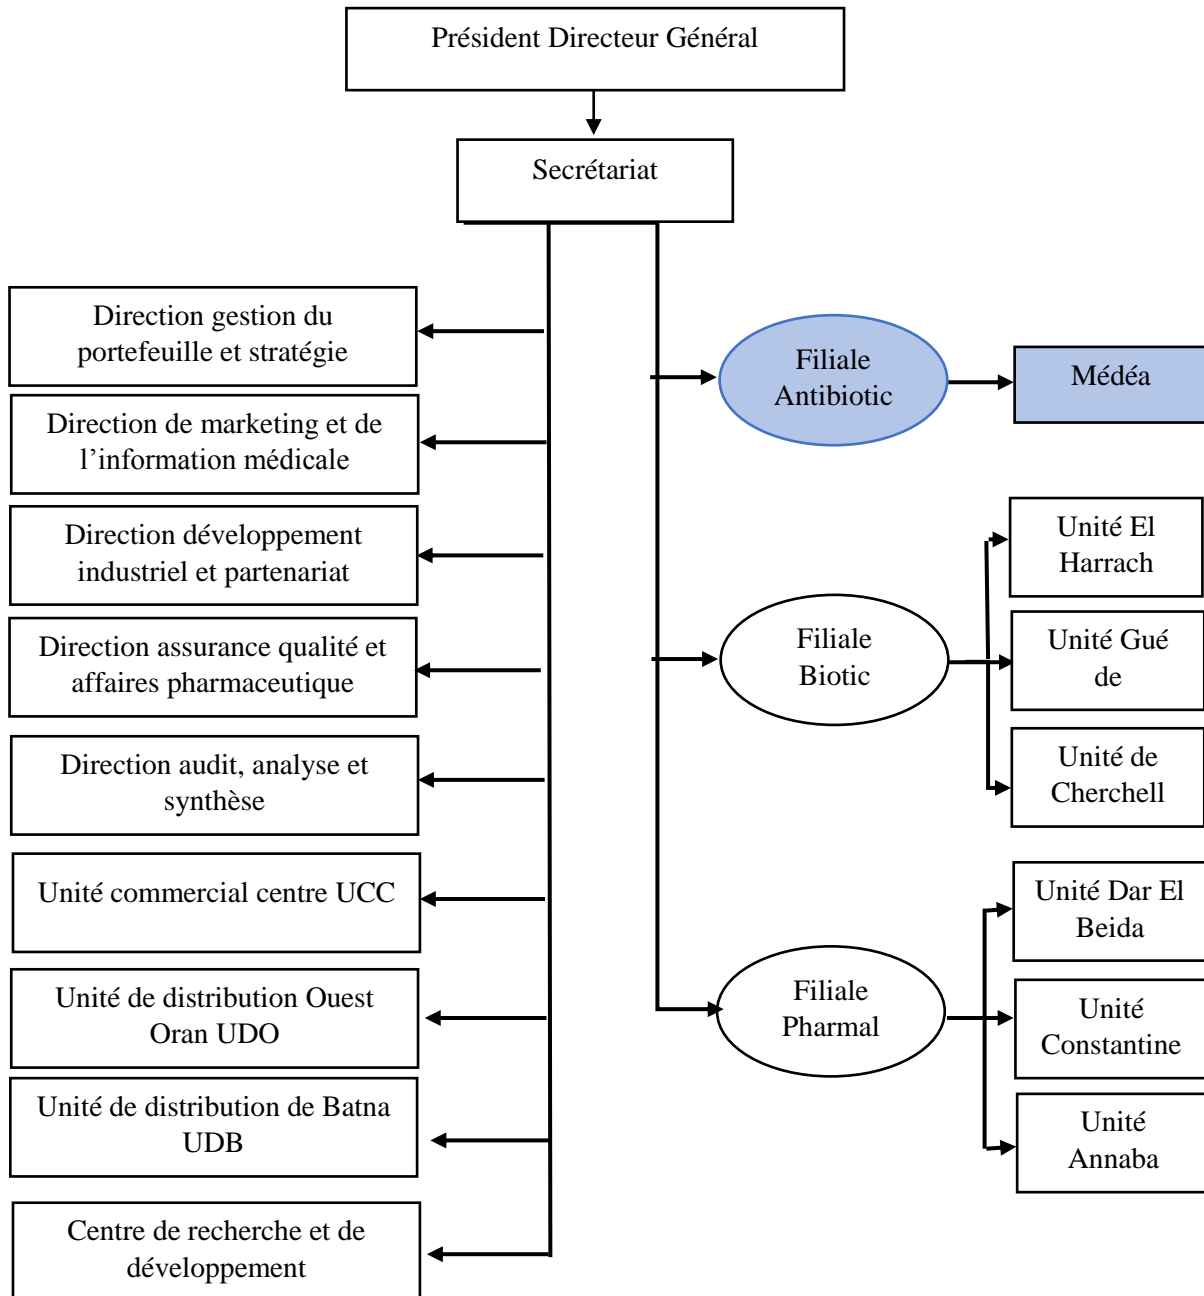 Président Directeur Général
Secrétariat
Direction gestion du
portefeuille et stratégie
Direction de marketing et de
l’information médicale
Direction développement
industriel et partenariat
Direction assurance qualité et
affaires pharmaceutique
Direction audit, analyse et
synthèse
Unité commercial centre UCC
Unité de distribution Ouest
Oran UDO
Unité de distribution de Batna
UDB
Centre de recherche et de
développement
Filiale
Antibiotic
Médéa
Filiale
Biotic
Unité El
Harrach
Unité Gué
de
Unité de
Cherchell
Filiale
Pharmal
Unité Dar El
Beida
Unité
Constantine
Unité
Annaba